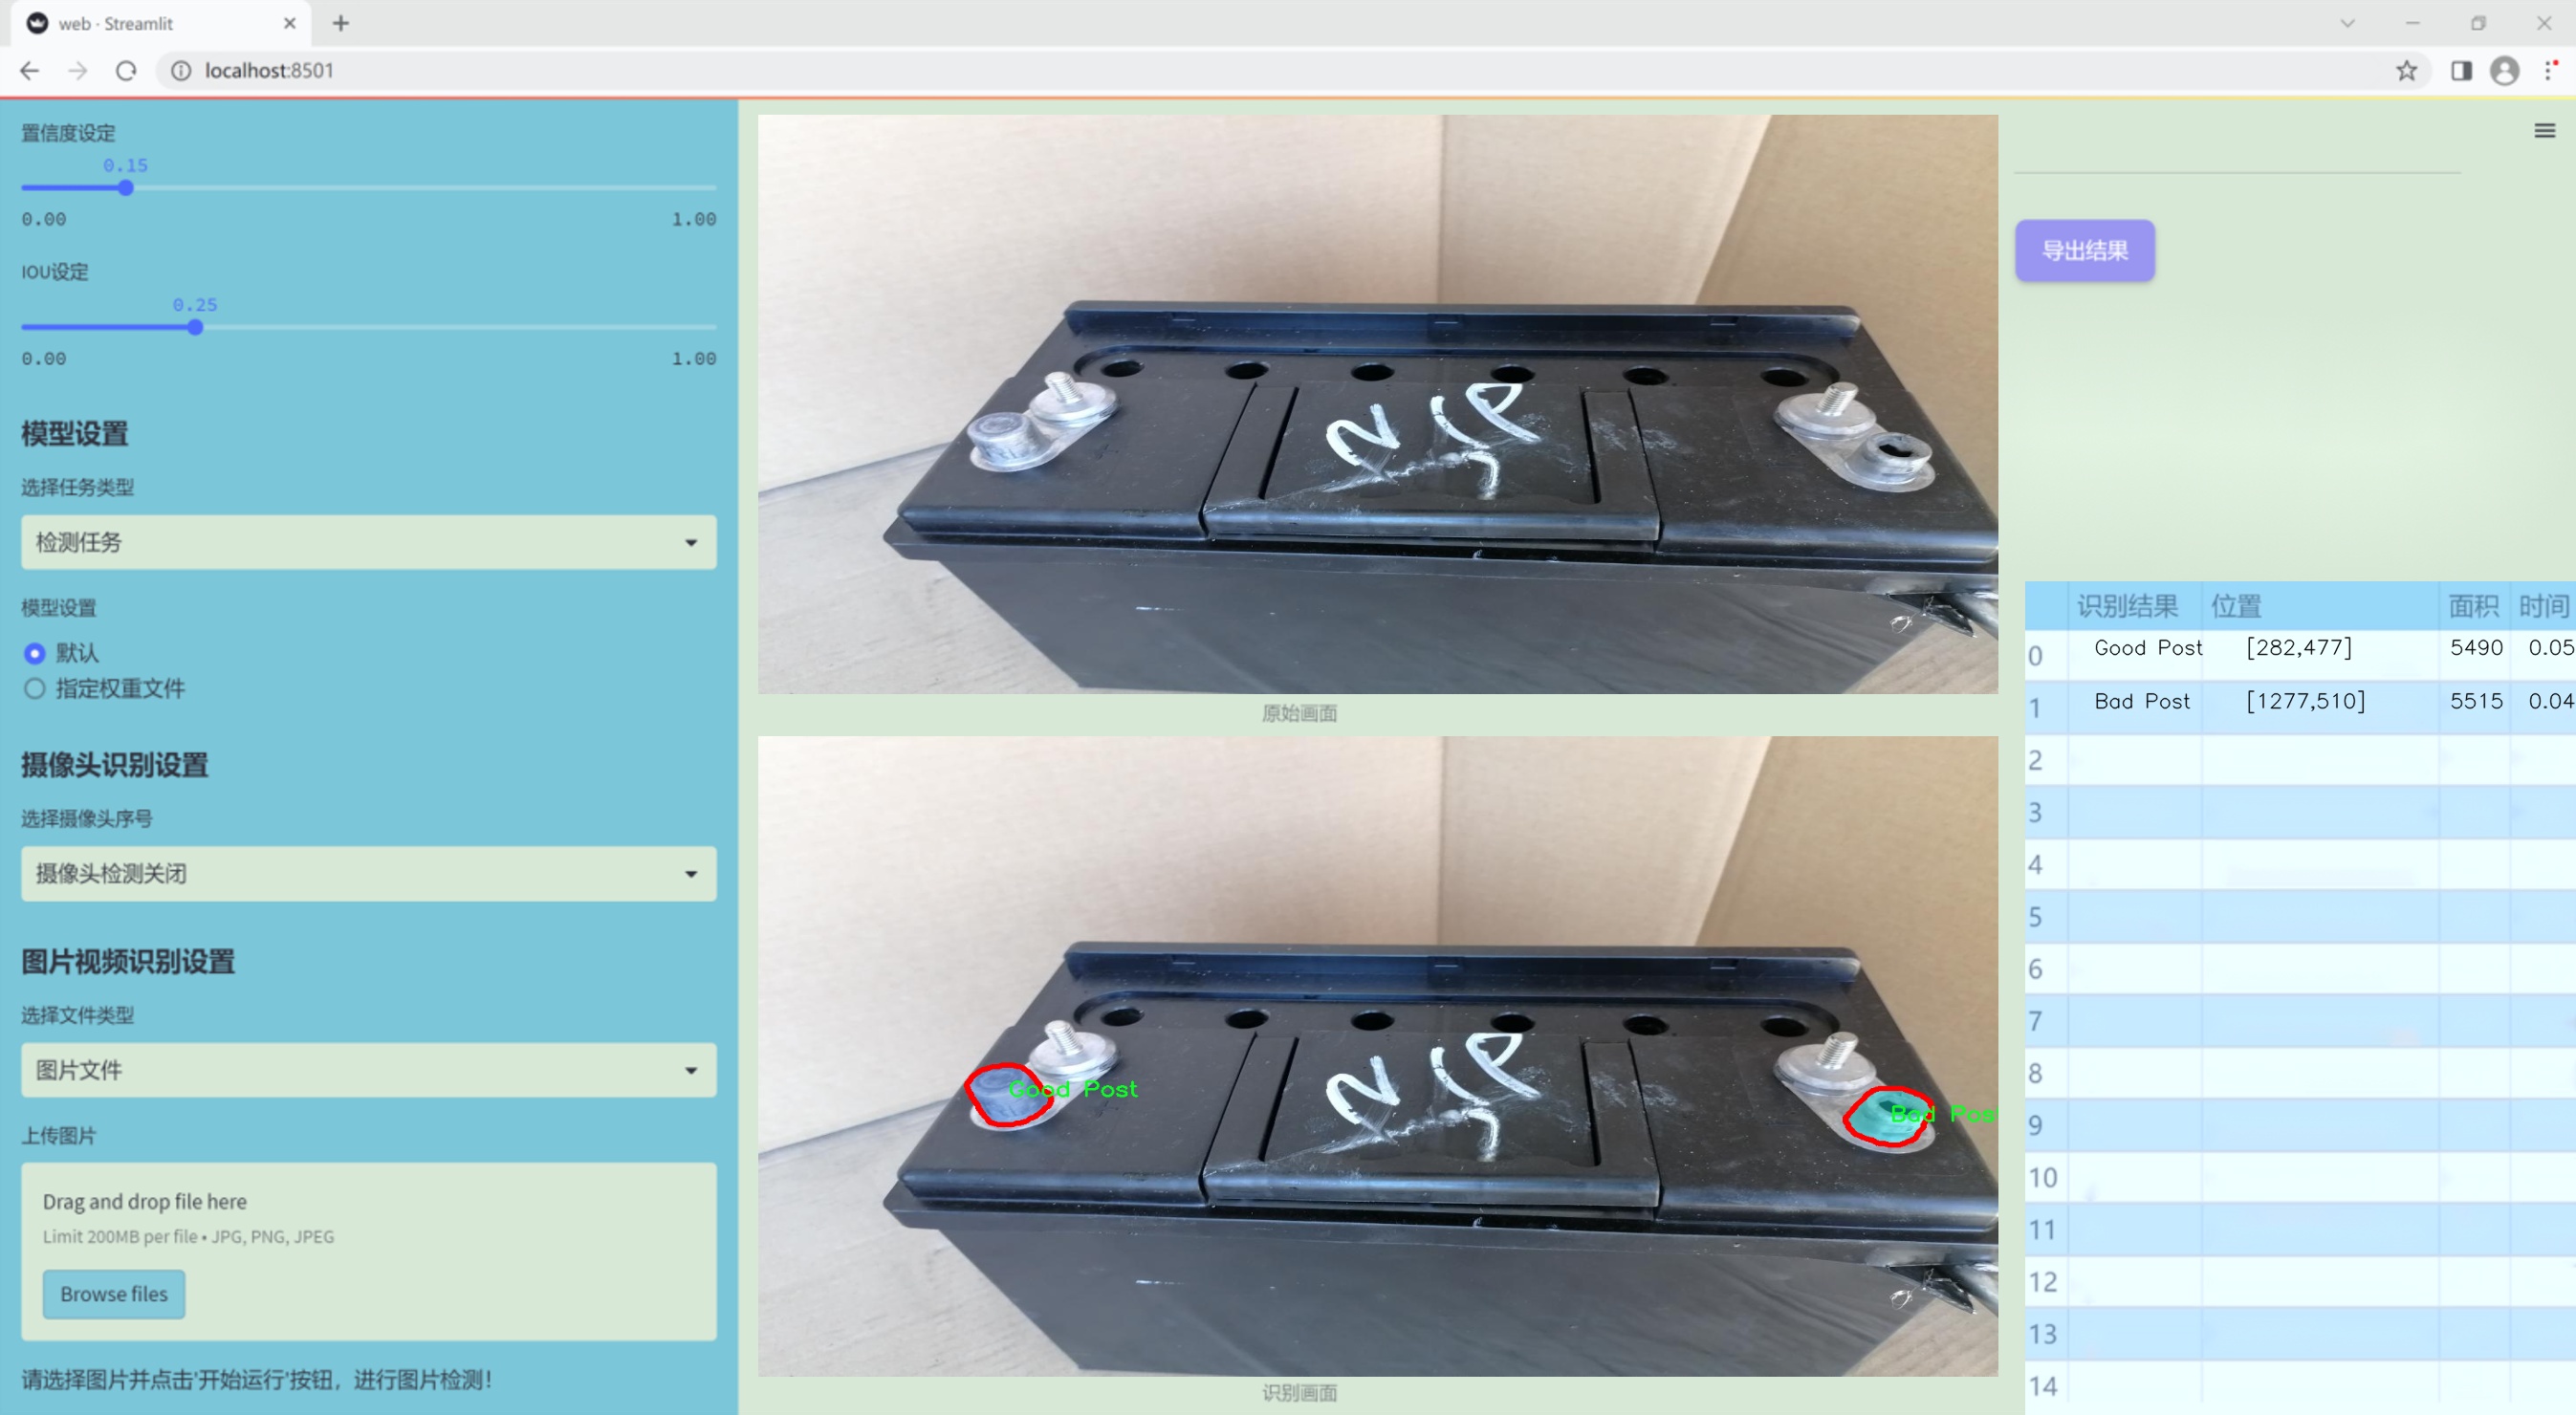 web · Streamlit
localhost:8501
置信度设定
0.15
0.00 1.00
IOU设定
0.25
0.00 1.00
模型设置
选择任务类型
检测任务
模型设置
默认
指定权重文件
摄像头识别设置
选择摄像头序号
摄像头检测关闭
图片视频识别设置
选择文件类型
图片文件
上传图片
Drag and drop file here
Limit 200MB per file • JPG, PNG, JPEG
Browse files
请选择图片并点击'开始运行'按钮，进行图片检测!
原始画面
Good Post
Bad Pos
识别画面
导出结果
识别结果 位置 面积 时间
0 Good Post [282,477] 5490 0.05
1 Bad Post [1277,510] 5515 0.04
2
3
4
5
6
7
8
9
10
11
12
13
14